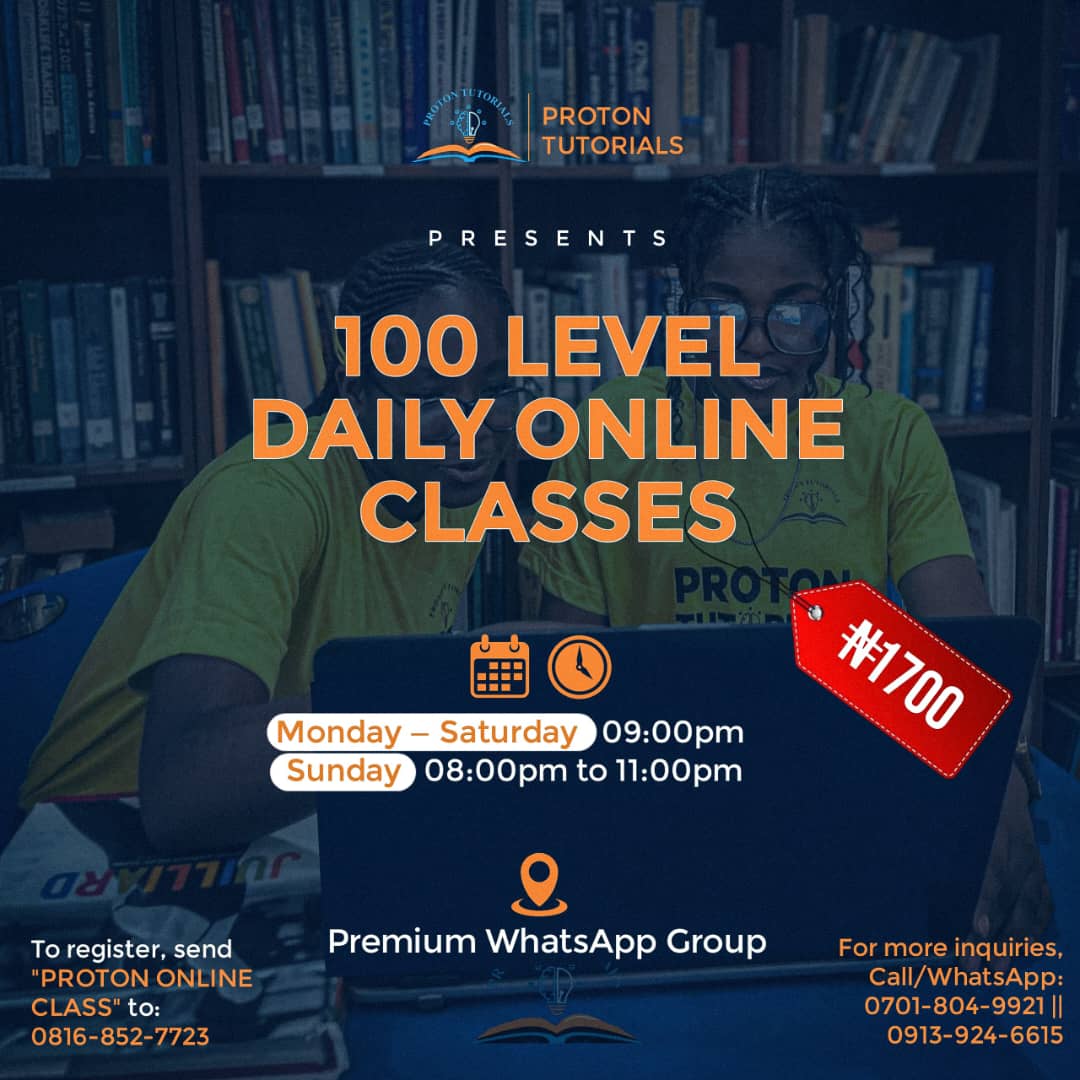 PROTON TUTORIALS
PROTON
TUTORIALS
PRESENTS
100 LEVEL
DAILY ONLINE
CLASSES
PROTON
₦1700
Monday – Saturday 09:00pm
Sunday 08:00pm to 11:00pm
JUILLIARD
Premium WhatsApp Group
To register, send
"PROTON ONLINE
CLASS" to:
0816-852-7723
For more inquiries,
Call/WhatsApp:
0701-804-9921 ||
0913-924-6615